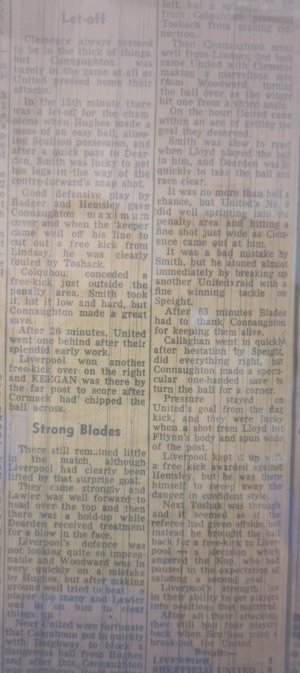 Let-off
Clemence always seemed
to be in the thick of things
but Connaughton was
hardly in the game at all as
United pressed home their
attacks.
In the 15th minute there
was a let-off for the cham-
pions when Hughes made a
mess of an easy ball, allow-
ing Scullion possession, and
after a quick pass to Dear-
den, Smith was lucky to get
his legs in the way of the
centre-forward's snap shot.
Good defensive play by
Badger and Hemsley gave
Connaughton maximum
cover and when the keeper
came well off his line to
cut out a free kick from
Lindsay, he was clearly
fouled by Toshack.
Colquhoun conceded a
free-kick just outside the
penalty area. Smith took
it, hit it low and hard, but
Connaughton made a great
save.
After 26 minutes, United
went one behind after their
splendid early work.
Liverpool won another
free-kick over on the right
and KEEGAN was there by
the far post to score after
Cormack had chipped the
ball across.
Strong Blades
There still remained little
in the match, although
Liverpool had clearly been
lifted by that surprise goal.
They came strongly and
Lawler was well forward to
head over the top and then
there was a hold-up while
Dearden received treatment
for a blow in the face.
Liverpool's defence was
not looking quite so impreg-
nable and Woodward was in
very quickly on a mistake
by Hughes, but after making
ground well tried to beat
player too many and Lawler
was in on him to clear
things up.
Next United were fortunate
that Colquhoun got in quickly
with Heighway to block a
dangerous ball from Hughes
and after this, Connaughton
left, but a
from Colquhoun prevented
Toshack from making con-
nection.
Then Connaughton saved
well from Lindsay, but back
came United with Clemence
making a marvellous save
from Woodward, turning
the ball over as the winger
hit one from a sharp angle.
On the hour United came
within an ace of getting the
goal they deserved.
Smith was slow to react
when Lloyd played the ball
to him, and Dearden was in
quickly to take the ball and
race clear.
It was no more than half a
chance, but United's No. 9
did well sprinting into the
penalty area and hitting a
fine shot just wide as Clem-
ence came out at him.
It was a bad mistake by
Smith, but he atoned almost
immediately by breaking up
another United raid with a
fine winning tackle on
Speight.
After 65 minutes Blades
had to thank Connaughton
for keeping them alive.
Callaghan went in quickly
after hestation by Speight,
did everything right, but
Connaughton made a specta-
cular one-handed save to
turn the ball for a corner.
Pressure stayed on
United's goal from the flag
kick, and they were lucky
when a shot from Lloyd hit
Fllynn's body and spun wide
of the post.
Liverpool kept it up with
a free kick awarded against
Hemsley, but he was there
himself to sweep away the
danger in confident style.
Next Toshak was through
and it seemed as if the
referee had given offside, but
instead he brought the ball
back for a free-kick to Liver-
pool — a decision which
angered the Kop, who had
paused in the expectation of
saluting a second goal.
Liverpool's strength lay
in their ability to get players
into positions that mattered.
After all their attacking,
they still had four players
back when Scullion tried a
break-out for United.
Result—
LIVERPOOL
SHEFFIELD UNITED